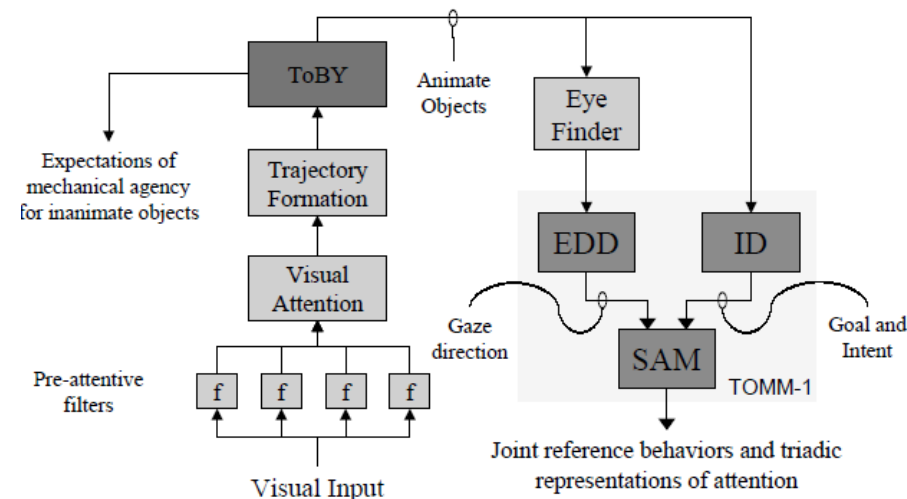 ToBY
Animate
Objects
Eye
Finder
Expectations of
mechanical agency
for inanimate objects
Trajectory
Formation
EDD
ID
Visual
Attention
Gaze
direction
Goal and
Intent
SAM
TOMM-1
Pre-attentive
filters
f f f f
Joint reference behaviors and triadic
representations of attention
Visual Input